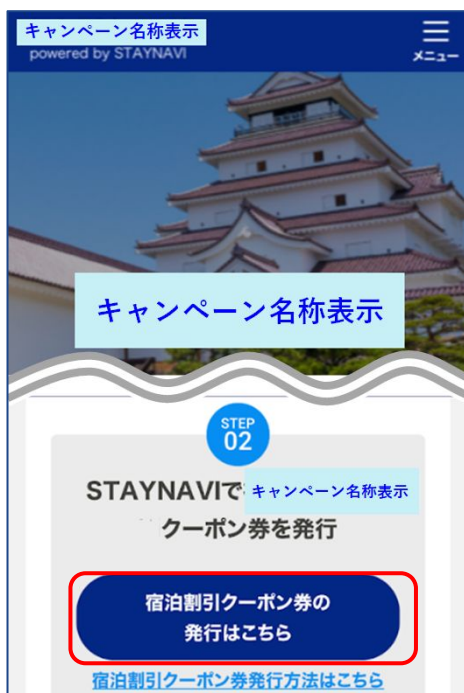 キャンペーン名称表示
powered by STAYNAVI
メニュー
キャンペーン名称表示
STEP
02
STAYNAVIで キャンペーン名称表示
クーポン券を発行
宿泊割引クーポン券の
発行はこちら
宿泊割引クーポン券発行方法はこちら